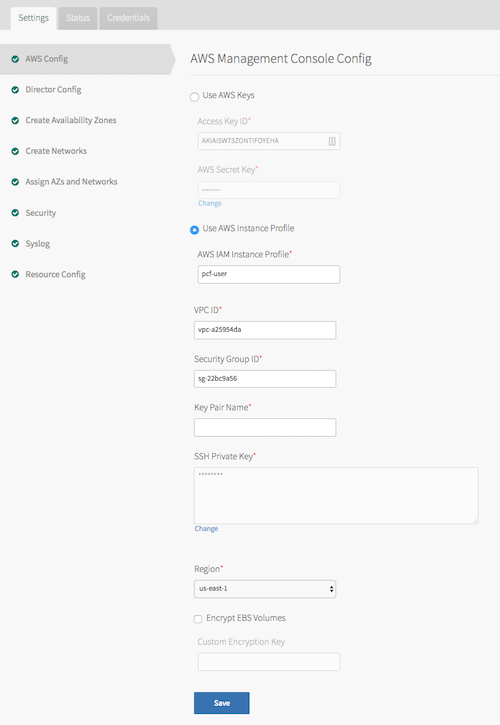 Settings
Status
Credentials
AWS Config
Director Config
Create Availability Zones
Create Networks
Assign AZs and Networks
Security
Syslog
Resource Config
AWS Management Console Config
Use AWS Keys
Access Key ID*
AKIAI5W73ZONTIFOYEHA
AWS Secret Key*
••••••••
Change
Use AWS Instance Profile
AWS IAM Instance Profile*
pcf-user
VPC ID*
vpc-a25954da
Security Group ID*
sg-22bc9a56
Key Pair Name*
SSH Private Key*
********
Change
Region*
us-east-1
Encrypt EBS Volumes
Custom Encryption Key
Save